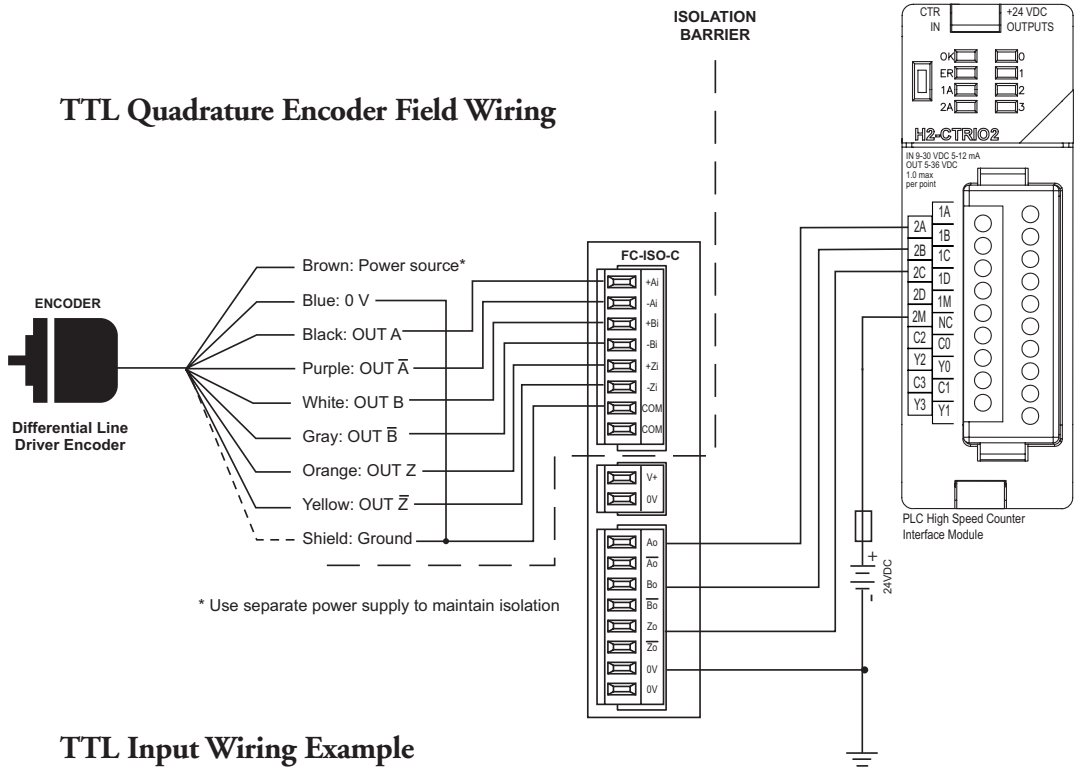 ISOLATION
BARRIER
TTL Quadrature Encoder Field Wiring
CTR
IN
+24 VDC
OUTPUTS
OK
ER
1A
2A
0
1
2
3
H2-CTRIO2
IN 9-30 VDC 5-12 mA
OUT 5-36 VDC
1.0 max
per point
1A
2A
1B
2B
1C
2C
1D
2D
1M
2M
NC
C2
C0
Y2
Y0
C3
C1
Y3
Y1
PLC High Speed Counter
Interface Module
ENCODER
Differential Line
Driver Encoder
Brown: Power source*
Blue: 0 V
Black: OUT A
Purple: OUT A̅
White: OUT B
Gray: OUT B̅
Orange: OUT Z
Yellow: OUT Z̅
Shield: Ground
FC-ISO-C
+Ai
-Ai
+Bi
-Bi
+Zi
-Zi
COM
COM
V+
0V
Ao
A̅o̅
Bo
B̅o̅
Zo
Z̅o̅
0V
0V
+
24VDC
-
* Use separate power supply to maintain isolation
TTL Input Wiring Example